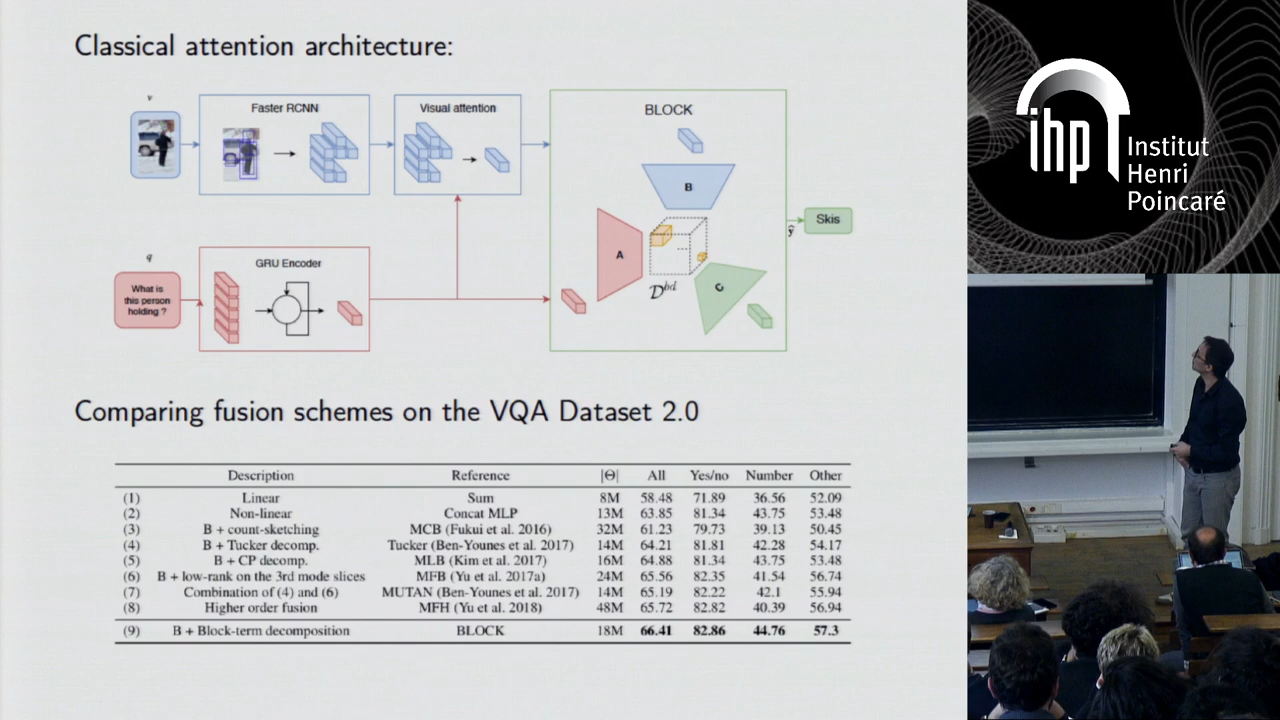 Classical attention architecture:
v
Faster RCNN
Visual attention
BLOCK
B
A
C
D^bd
ŷ
Skis
q
What is
this person
holding ?
GRU Encoder
Comparing fusion schemes on the VQA Dataset 2.0
Description Reference |Θ| All Yes/no Number Other
(1) Linear Sum 8M 58.48 71.89 36.56 52.09
(2) Non-linear Concat MLP 13M 63.85 81.34 43.75 53.48
(3) B + count-sketching MCB (Fukui et al. 2016) 32M 61.23 79.73 39.13 50.45
(4) B + Tucker decomp. Tucker (Ben-Younes et al. 2017) 14M 64.21 81.81 42.28 54.17
(5) B + CP decomp. MLB (Kim et al. 2017) 16M 64.88 81.34 43.75 53.48
(6) B + low-rank on the 3rd mode slices MFB (Yu et al. 2017a) 24M 65.56 82.35 41.54 56.74
(7) Combination of (4) and (6) MUTAN (Ben-Younes et al. 2017) 14M 65.19 82.22 42.1 55.94
(8) Higher order fusion MFH (Yu et al. 2018) 48M 65.72 82.82 40.39 56.94
(9) B + Block-term decomposition BLOCK 18M 66.41 82.86 44.76 57.3
ihp
Institut
Henri
Poincaré